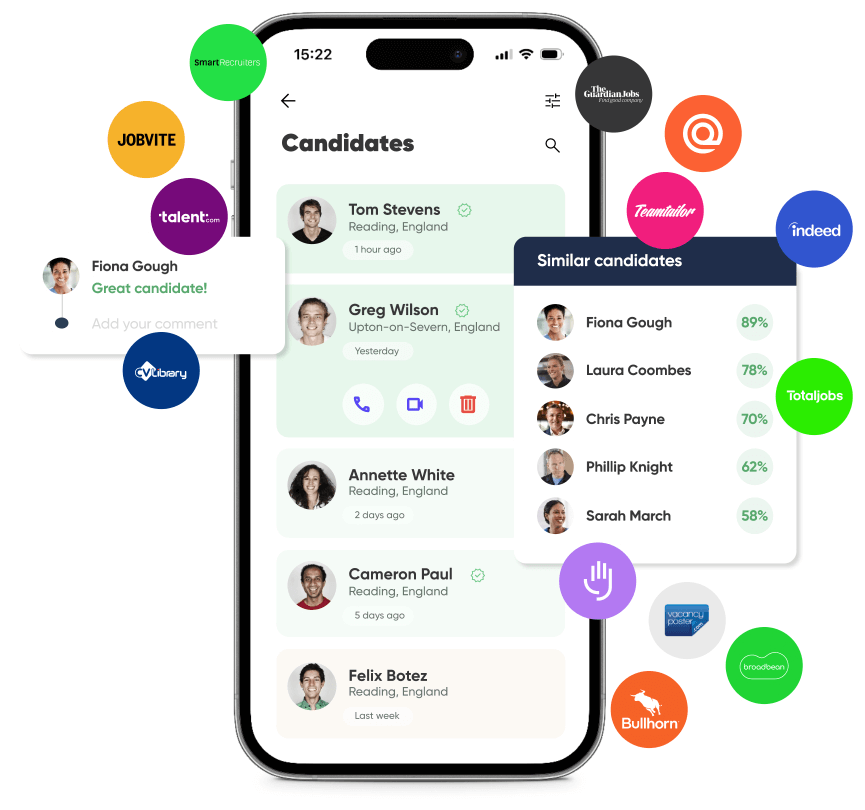 15:22
SmartRecruiters
The
GuardianJobs
Find good company
JOBVITE
@
Candidates
talent.com
Teamtailor
indeed
Tom Stevens
Reading, England
1 hour ago
Fiona Gough
Great candidate!
Add your comment
Similar candidates
Greg Wilson
Upton-on-Severn, England
Yesterday
Fiona Gough 89%
Laura Coombes 78%
Chris Payne 70%
Phillip Knight 62%
Sarah March 58%
CV Library
Totaljobs
Annette White
Reading, England
2 days ago
Cameron Paul
Reading, England
5 days ago
Felix Botez
Reading, England
Last week
vacancy
poster
.com
broadbean
Bullhorn